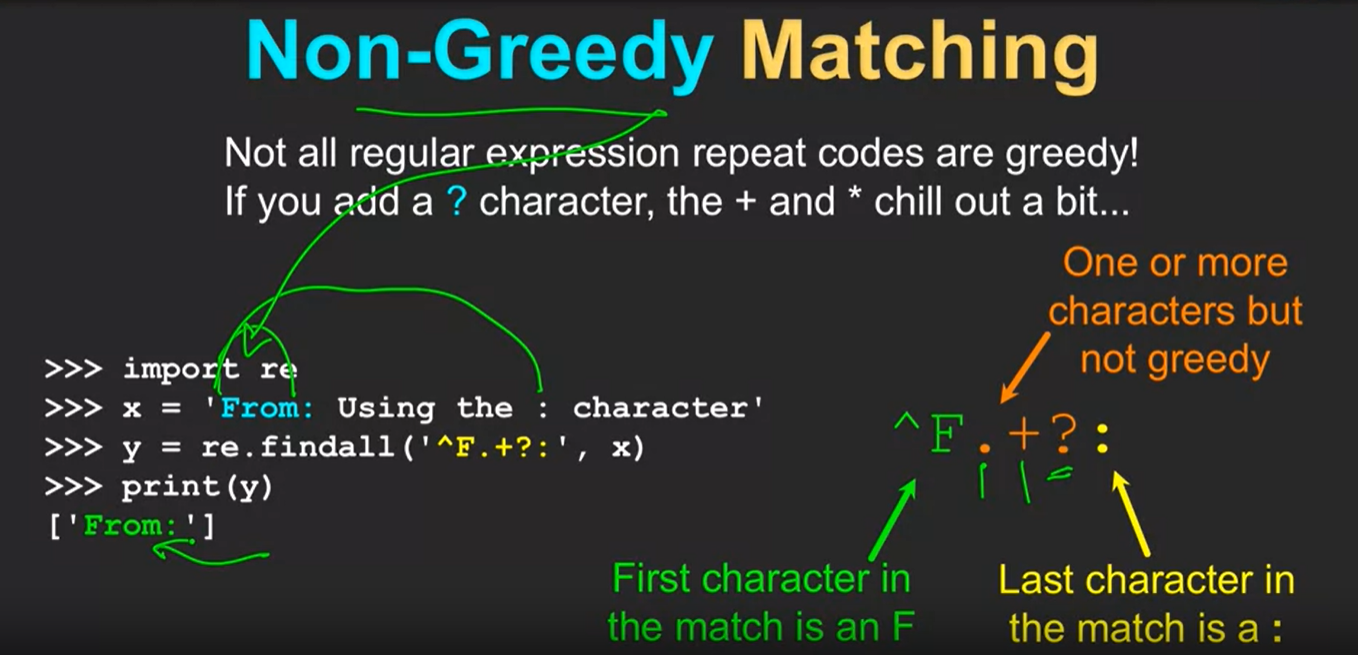 Non-Greedy Matching
Not all regular expression repeat codes are greedy!
If you add a ? character, the + and * chill out a bit...
One or more
characters but
not greedy
>>> import re
>>> x = 'From: Using the : character'
>>> y = re.findall('^F.+?:', x)
>>> print(y)
['From:']
^F.+?:
First character in
the match is an F
Last character in
the match is a :